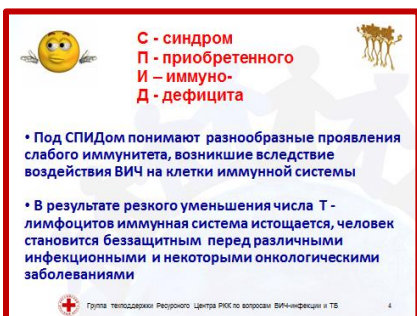 С - синдром
П - приобретенного
И – иммуно-
Д - дефицита
• Под СПИДом понимают разнообразные проявления
слабого иммунитета, возникшие вследствие
воздействия ВИЧ на клетки иммунной системы
• В результате резкого уменьшения числа Т -
лимфоцитов иммунная система истощается, человек
становится беззащитным перед различными
инфекционными и некоторыми онкологическими
заболеваниями
Группа техподдержки Ресурсного Центра РКК по вопросам ВИЧ-инфекции и ТБ 4